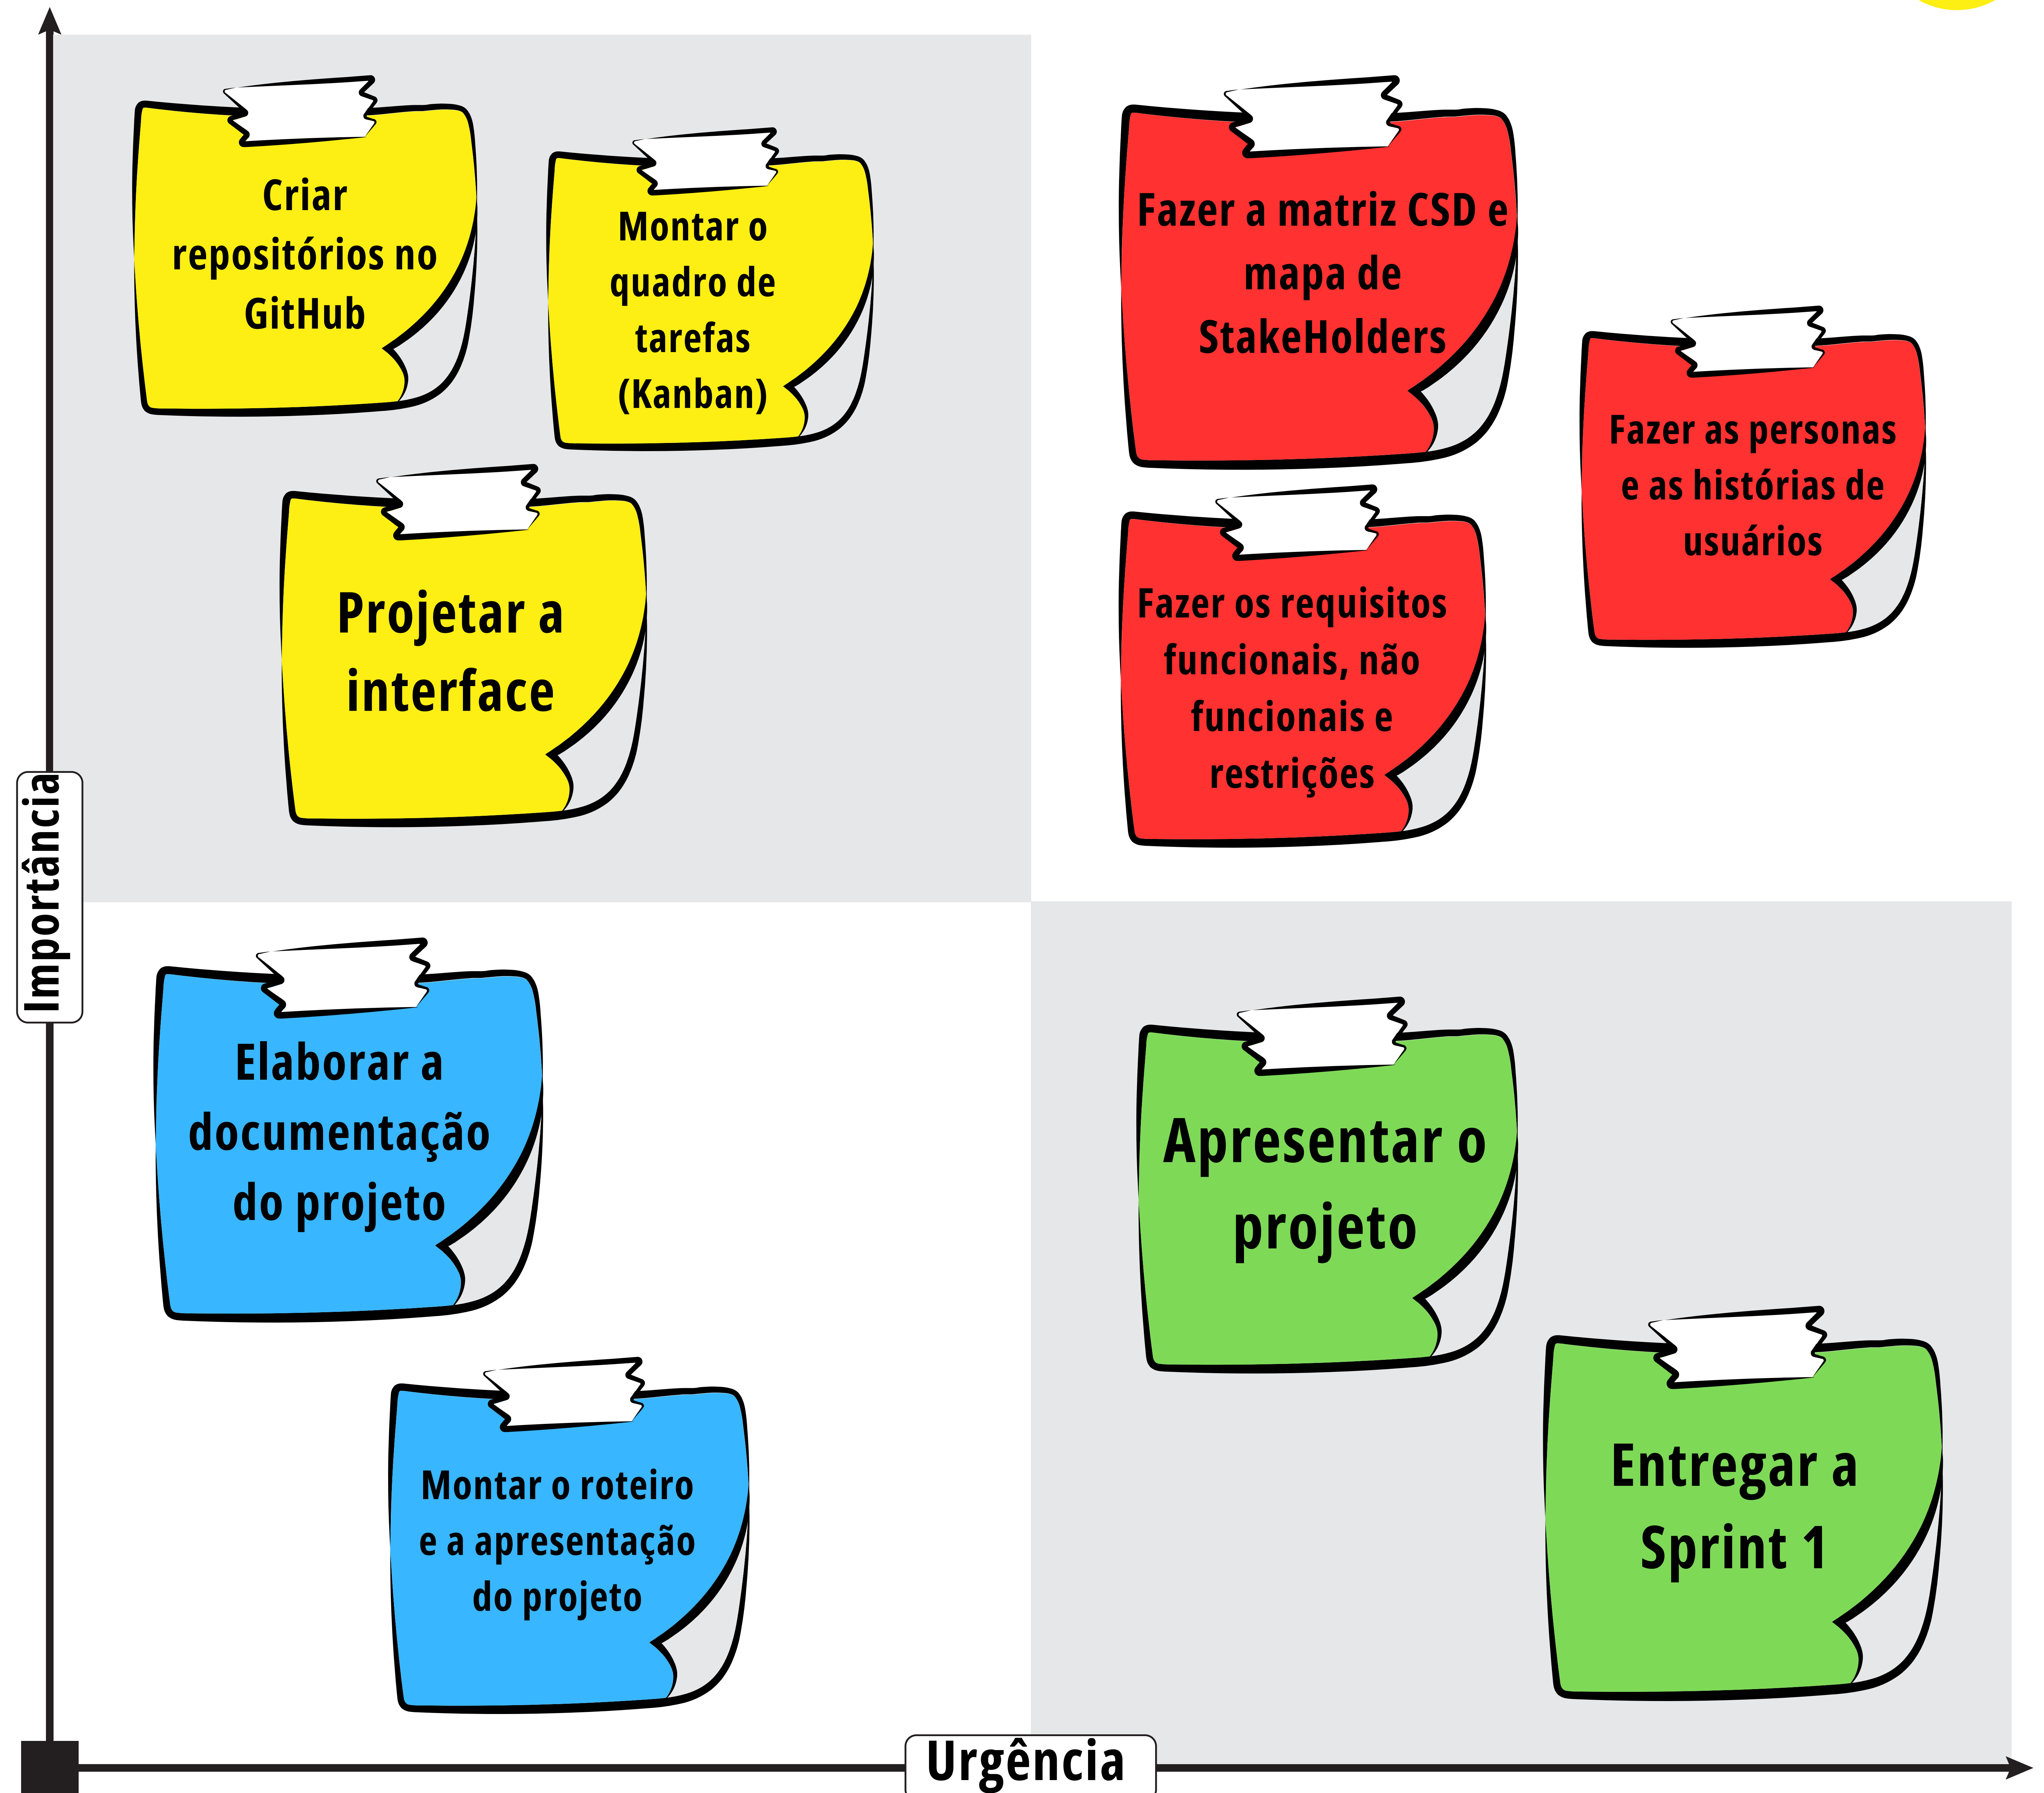 Criar
repositórios no
GitHub
Montar o
quadro de
tarefas
(Kanban)
Projetar a
interface
Fazer a matriz CSD e
mapa de
StakeHolders
Fazer as personas
e as histórias de
usuários
Fazer os requisitos
funcionais, não
funcionais e
restrições
Importância
Elaborar a
documentação
do projeto
Montar o roteiro
e a apresentação
do projeto
Apresentar o
projeto
Entregar a
Sprint 1
Urgência